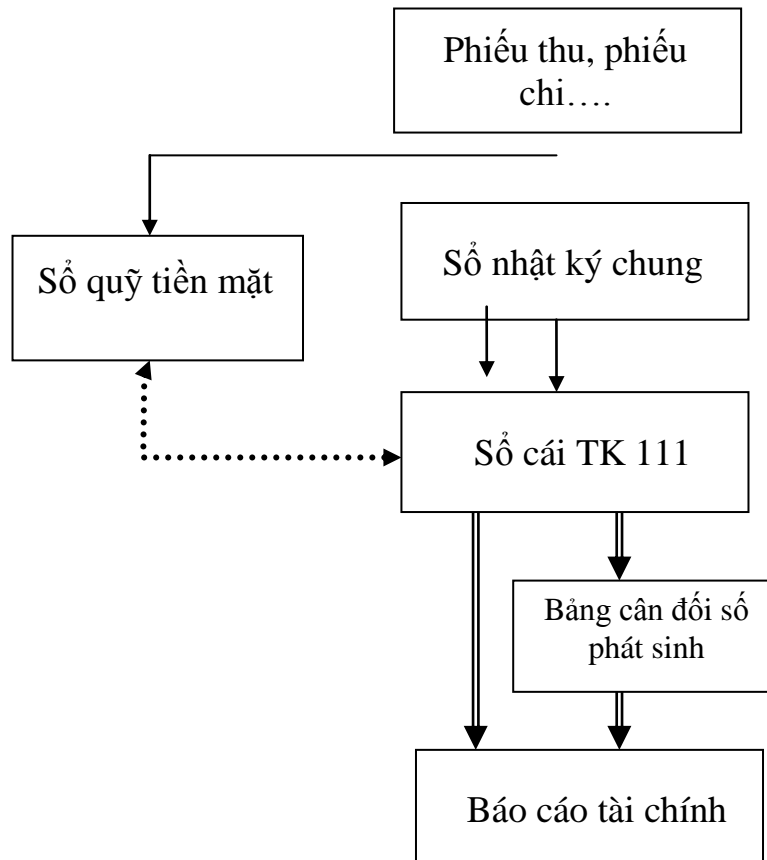 Phiếu thu, phiếu
chi….
Sổ quỹ tiền mặt
Sổ nhật ký chung
Sổ cái TK 111
Bảng cân đối số
phát sinh
Báo cáo tài chính